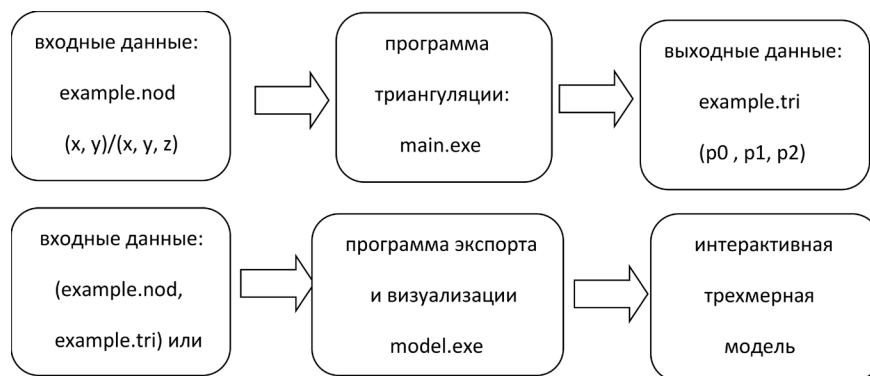 входные данные:
example.nod
(x, y)/(x, y, z)
программа
триангуляции:
main.exe
выходные данные:
example.tri
(p0 , p1, p2)
входные данные:
(example.nod,
example.tri) или
программа экспорта
и визуализации
model.exe
интерактивная
трехмерная
модель